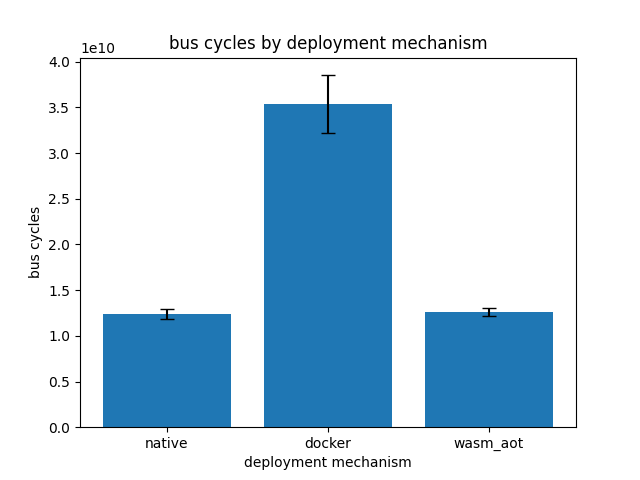 bus cycles by deployment mechanism
1e10
4.0
3.5
3.0
2.5
2.0
1.5
1.0
0.5
0.0
bus cycles
native docker wasm_aot
deployment mechanism